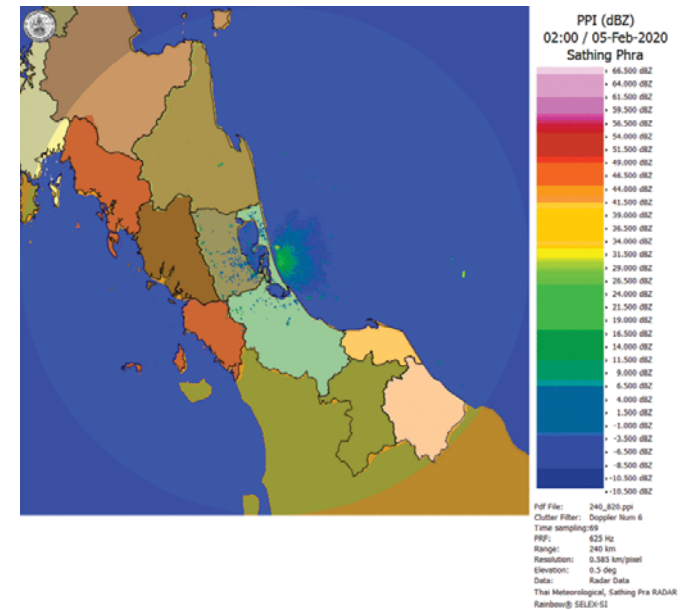 PPI (dBZ)
02:00 / 05-Feb-2020
Sathing Phra
66.500 dBZ
64.000 dBZ
61.500 dBZ
59.500 dBZ
56.500 dBZ
54.000 dBZ
51.500 dBZ
49.000 dBZ
46.500 dBZ
44.000 dBZ
41.500 dBZ
39.000 dBZ
36.500 dBZ
34.000 dBZ
31.500 dBZ
29.000 dBZ
26.500 dBZ
24.000 dBZ
21.500 dBZ
19.000 dBZ
16.500 dBZ
14.000 dBZ
11.500 dBZ
9.000 dBZ
6.500 dBZ
4.000 dBZ
1.500 dBZ
-1.000 dBZ
-3.500 dBZ
-6.500 dBZ
-8.500 dBZ
-10.500 dBZ
-10.500 dBZ
Pdf File: 240_820.ppi
Clutter Filter: Doppler Num 6
Time sampling:69
PRF: 625 Hz
Range: 240 km
Resolution: 0.585 km/pixel
Elevation: 0.5 deg
Data: Radar Data
Thai Meteorological, Sathing Pra RADAR
Rainbow® SELEX-SI